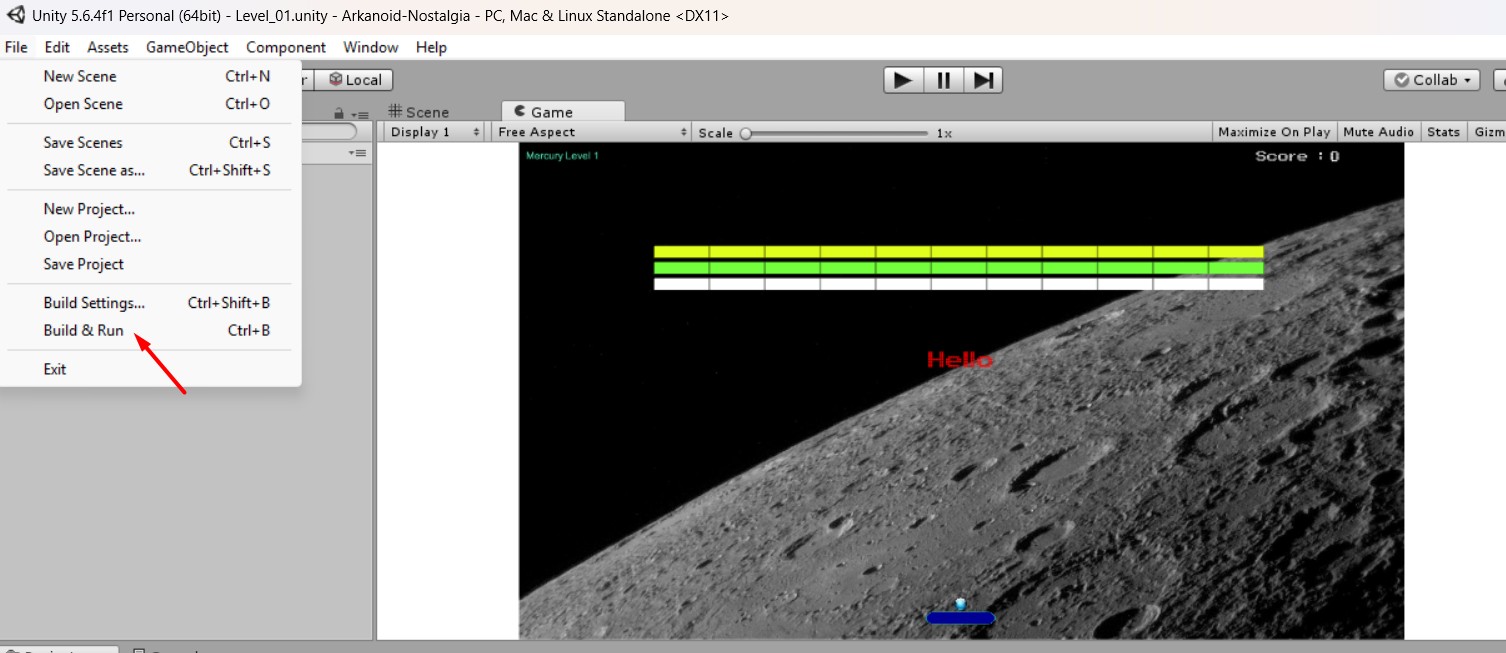 Unity 5.6.4f1 Personal (64bit) - Level_01.unity - Arkanoid-Nostalgia - PC, Mac & Linux Standalone <DX11>
File Edit Assets GameObject Component Window Help
New Scene Ctrl+N
Open Scene Ctrl+O
Save Scenes Ctrl+S
Save Scene as... Ctrl+Shift+S
New Project...
Open Project...
Save Project
Build Settings... Ctrl+Shift+B
Build & Run Ctrl+B
Exit
Local
Collab
Scene Game
Display 1 Free Aspect Scale 1x Maximize On Play Mute Audio Stats
Mercury Level 1 Score : 0
Hello